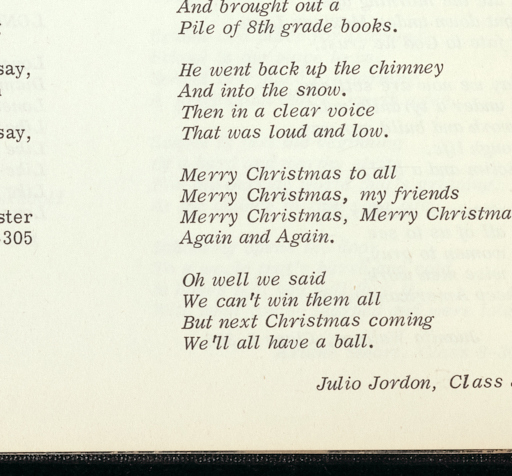 say,
say,
ster
305
And brought out a
Pile of 8th grade books.
He went back up the chimney
And into the snow.
Then in a clear voice
That was loud and low.
Merry Christmas to all
Merry Christmas, my friends
Merry Christmas, Merry Christma
Again and Again.
Oh well we said
We can't win them all
But next Christmas coming
We'll all have a ball.
Julio Jordon, Class